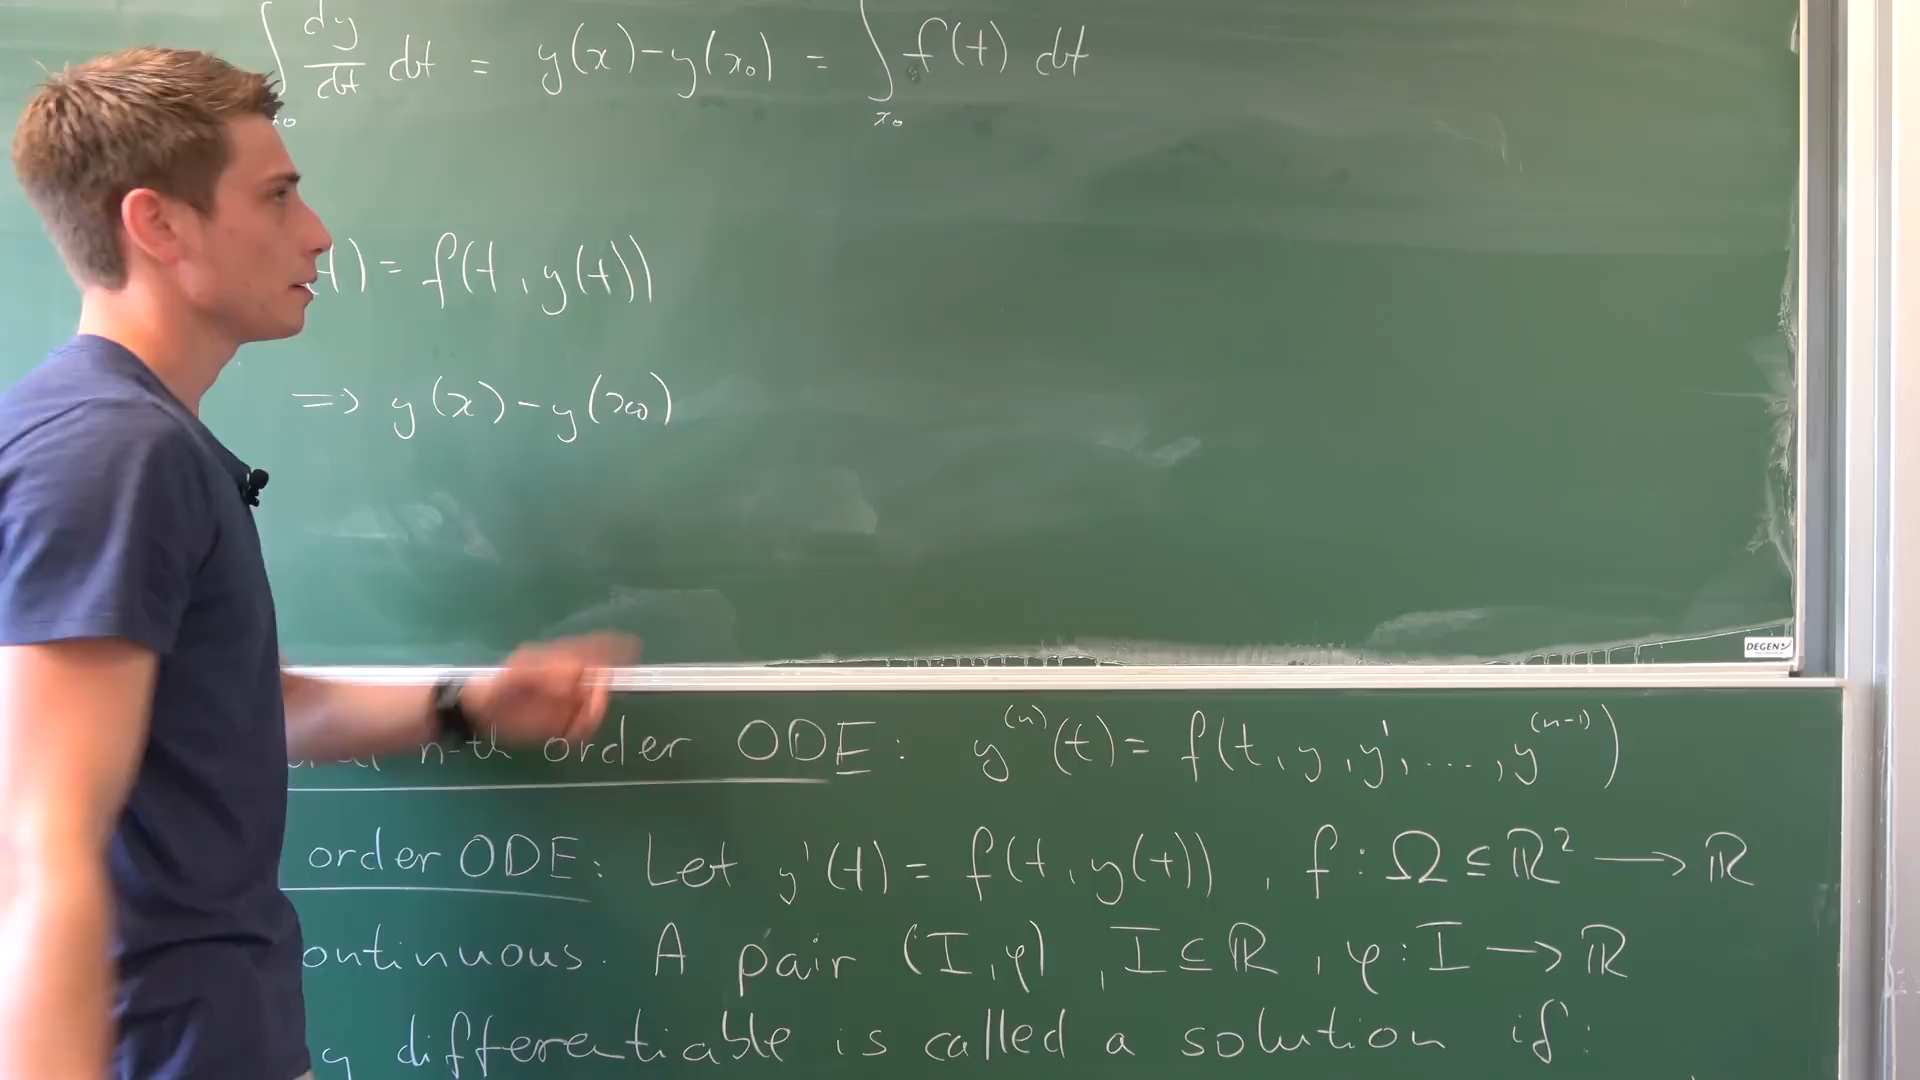 ∫ dy/dt dt = y(x) - y(x₀) = ∫ f(t) dt
x₀ x₀
t) = f(t, y(t))
=> y(x) - y(x₀)
DEGEN
n-th order ODE: y⁽ⁿ⁾(t) = f(t, y, y', ..., y⁽ⁿ⁻¹⁾)
order ODE: Let y'(t) = f(t, y(t)), f: Ω ⊆ ℝ² → ℝ
ontinuous. A pair (I, φ), I ⊆ ℝ, φ: I → ℝ
y differentiable is called a solution if: